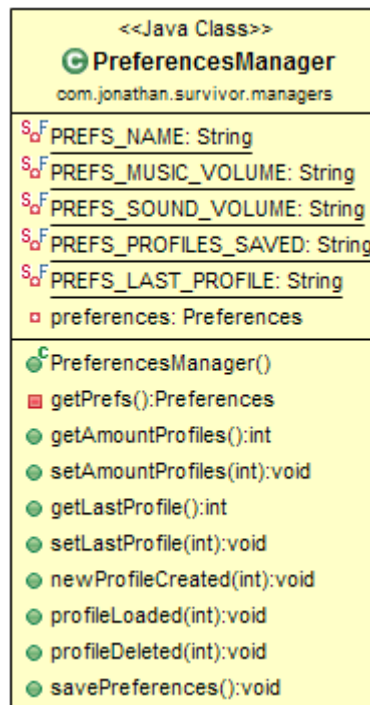 <<Java Class>>
C PreferencesManager
com.jonathan.survivor.managers
S F PREFS_NAME: String
S F PREFS_MUSIC_VOLUME: String
S F PREFS_SOUND_VOLUME: String
S F PREFS_PROFILES_SAVED: String
S F PREFS_LAST_PROFILE: String
preferences: Preferences
C PreferencesManager()
getPrefs():Preferences
getAmountProfiles():int
setAmountProfiles(int):void
getLastProfile():int
setLastProfile(int):void
newProfileCreated(int):void
profileLoaded(int):void
profileDeleted(int):void
savePreferences():void